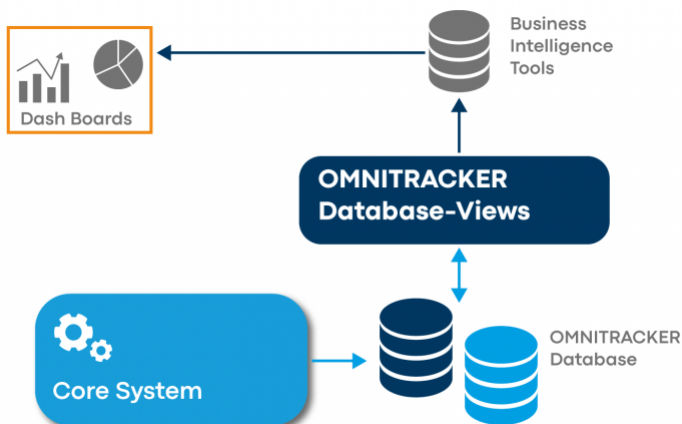 Business
Intelligence
Tools
Dash Boards
OMNITRACKER
Database-Views
OMNITRACKER
Database
Core System